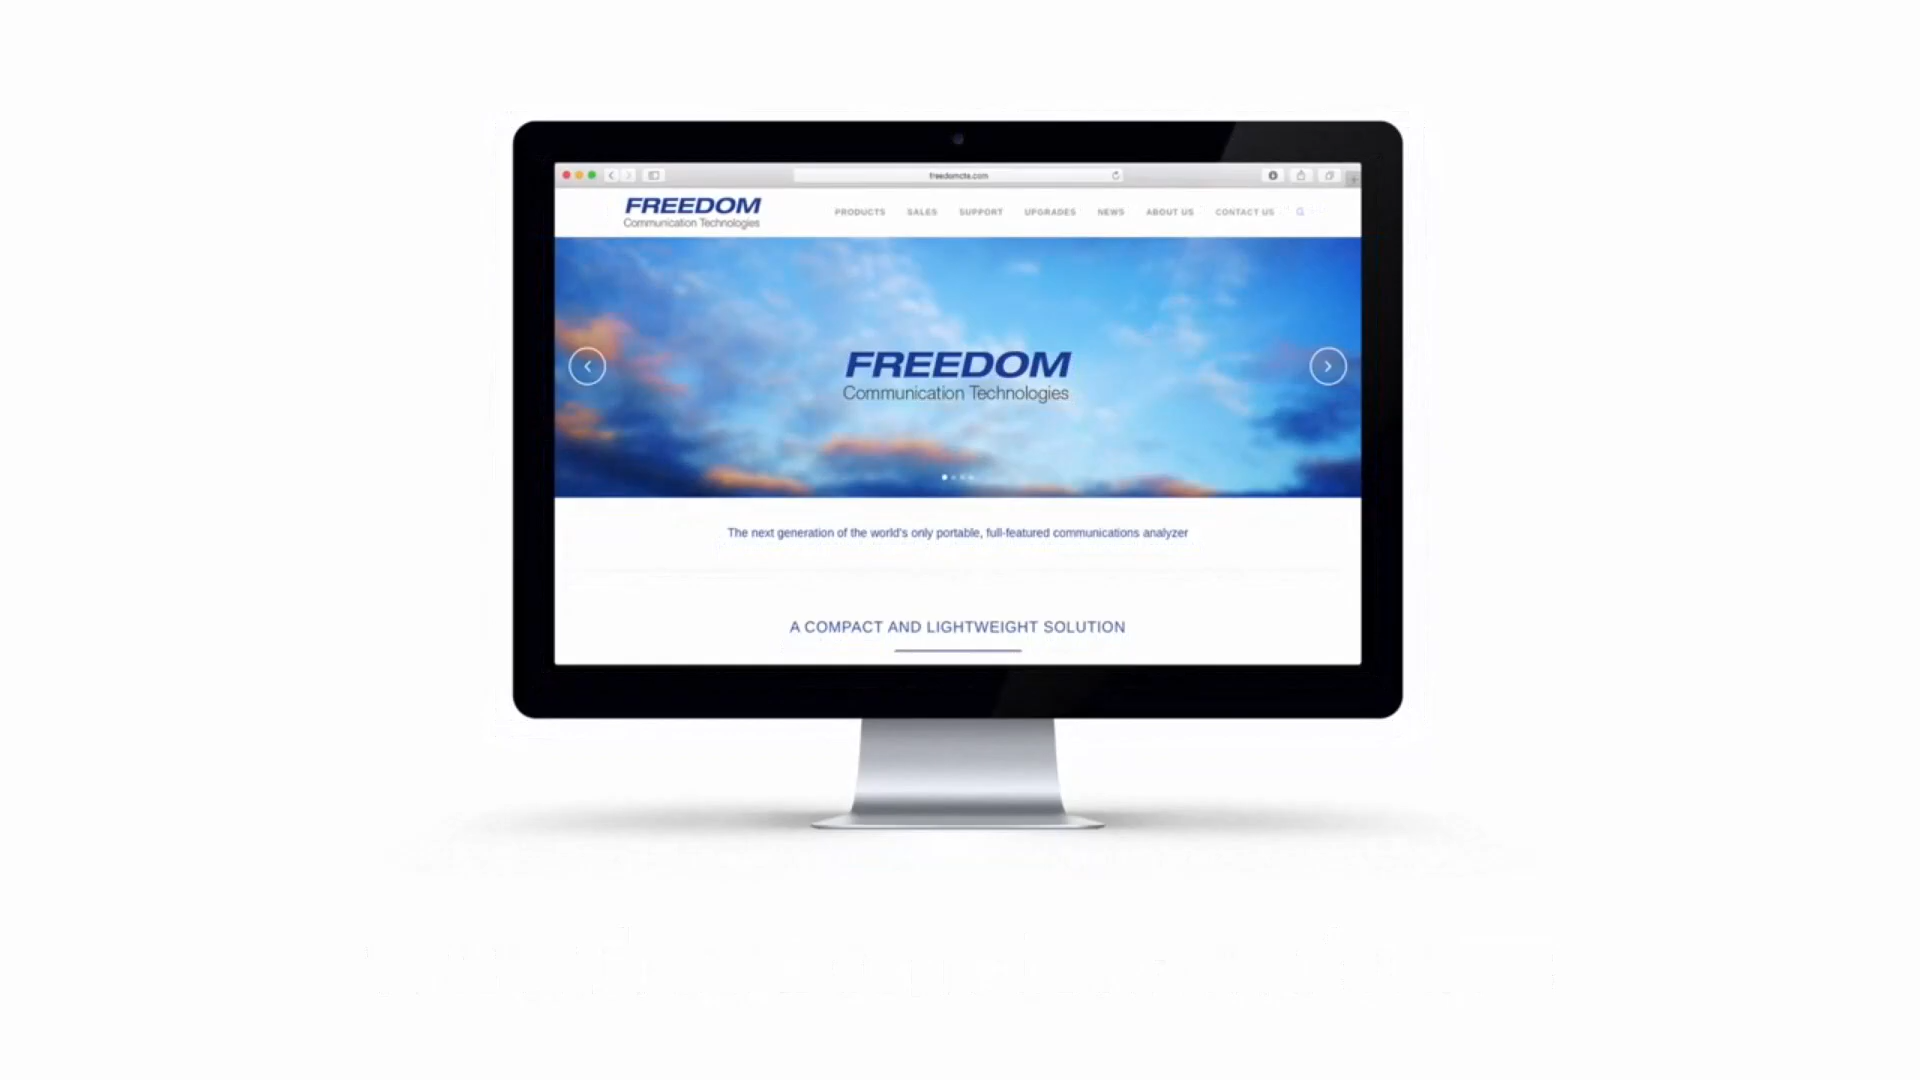 freedomcte.com
FREEDOM
Communication Technologies
PRODUCTS SALES SUPPORT UPGRADES NEWS ABOUT US CONTACT US
FREEDOM
Communication Technologies
The next generation of the world's only portable, full-featured communications analyzer
A COMPACT AND LIGHTWEIGHT SOLUTION